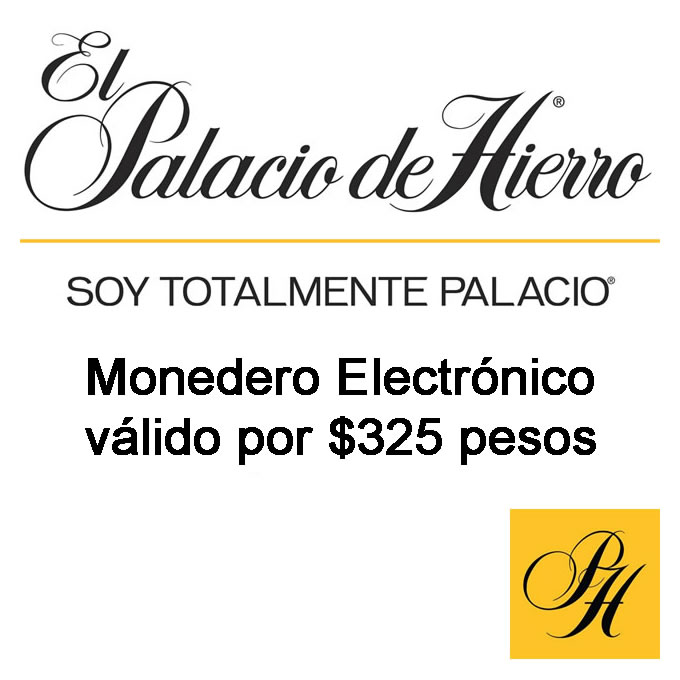 El
Palacio de Hierro®
SOY TOTALMENTE PALACIO®
Monedero Electrónico
válido por $325 pesos
PH